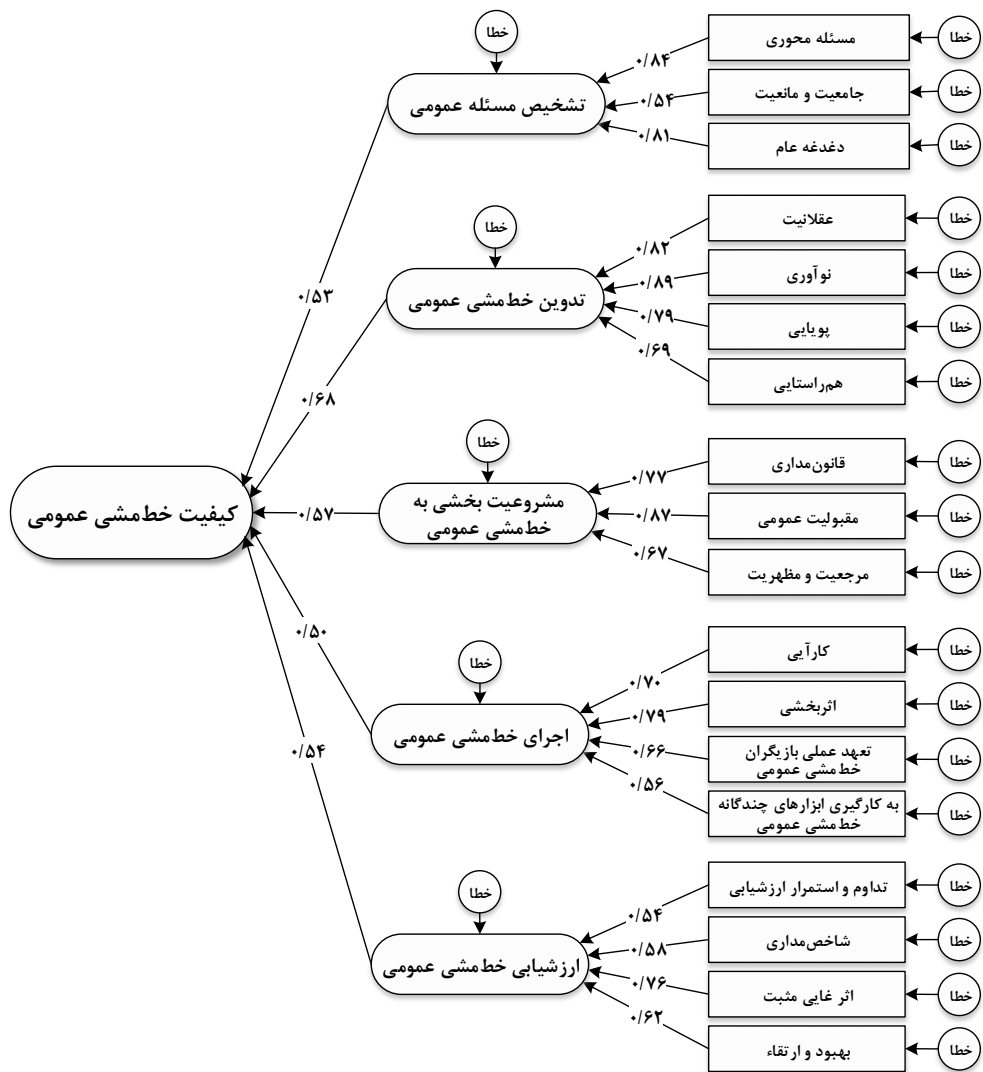 خطا
خطا
مسئله محوری
۰/۸۴
تشخیص مسئله عمومی
جامعیت و مانعیت
خطا
۰/۵۴
دغدغه عام
خطا
۰/۸۱
خطا
عقلانیت
خطا
۰/۸۲
تدوین خط‌مشی عمومی
نوآوری
خطا
۰/۸۹
پویایی
خطا
۰/۷۹
هم‌راستایی
خطا
۰/۶۹
۰/۵۳
۰/۶۸
خطا
قانون‌مداری
خطا
۰/۷۷
مشروعیت بخشی به
خط‌مشی عمومی
مقبولیت عمومی
خطا
۰/۸۷
مرجعیت و مظهریت
خطا
۰/۶۷
کیفیت خط‌مشی عمومی
۰/۵۷
۰/۵۰
۰/۵۴
خطا
کارآیی
خطا
۰/۷۰
اجرای خط‌مشی عمومی
اثربخشی
خطا
۰/۷۹
تعهد عملی بازیگران
خط‌مشی عمومی
خطا
۰/۶۶
به کارگیری ابزارهای چندگانه
خط‌مشی عمومی
خطا
۰/۵۶
خطا
تداوم و استمرار ارزشیابی
خطا
۰/۵۴
ارزشیابی خط‌مشی عمومی
شاخص‌مداری
خطا
۰/۵۸
اثر غایی مثبت
خطا
۰/۷۶
بهبود و ارتقاء
خطا
۰/۶۲